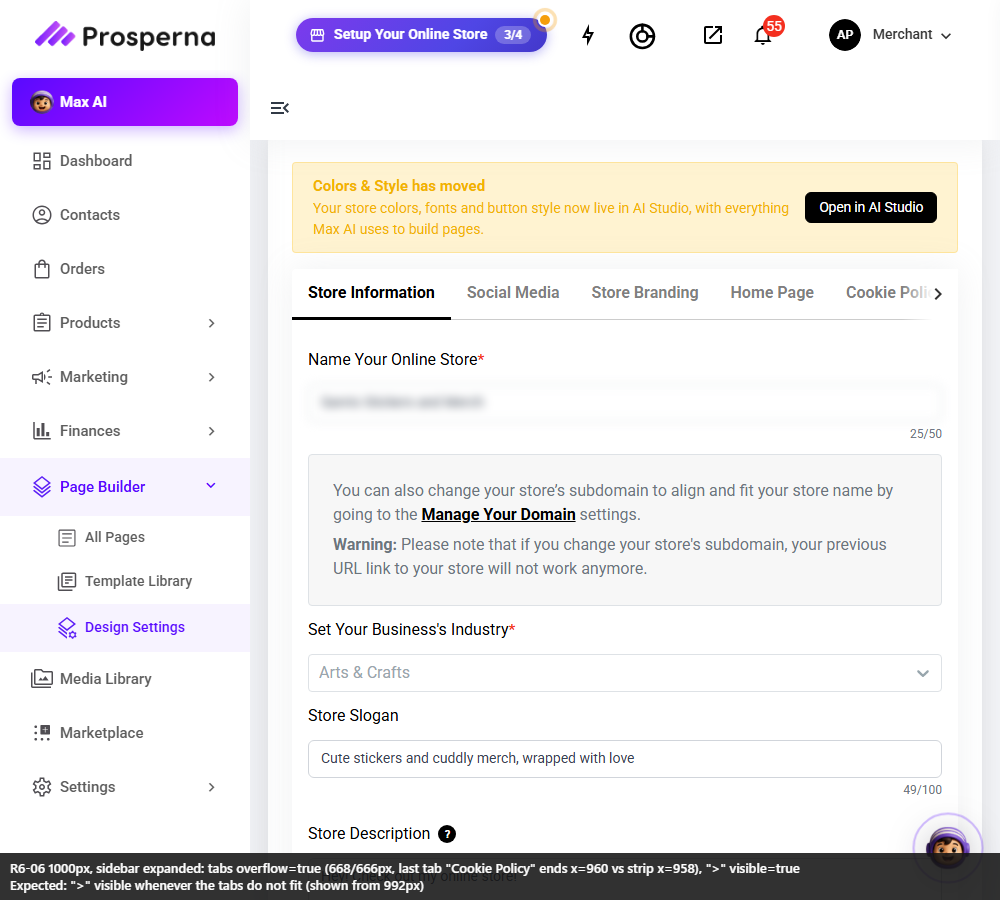 Prosperna
Setup Your Online Store 3/4
55
AP Merchant
Max AI
Dashboard
Contacts
Orders
Products
Marketing
Finances
Page Builder
All Pages
Template Library
Design Settings
Media Library
Marketplace
Settings
Colors & Style has moved
Your store colors, fonts and button style now live in AI Studio, with everything
Max AI uses to build pages.
Open in AI Studio
Store Information Social Media Store Branding Home Page Cookie Poli
Name Your Online Store*
25/50
You can also change your store's subdomain to align and fit your store name by
going to the Manage Your Domain settings.
Warning: Please note that if you change your store's subdomain, your previous
URL link to your store will not work anymore.
Set Your Business's Industry*
Arts & Crafts
Store Slogan
Cute stickers and cuddly merch, wrapped with love
49/100
Store Description ?
R6-06 1000px, sidebar expanded: tabs overflow=true (668/666px, last tab "Cookie Policy" ends x=960 vs strip x=958), ">" visible=true
Expected: ">" visible whenever the tabs do not fit (shown from 992px)